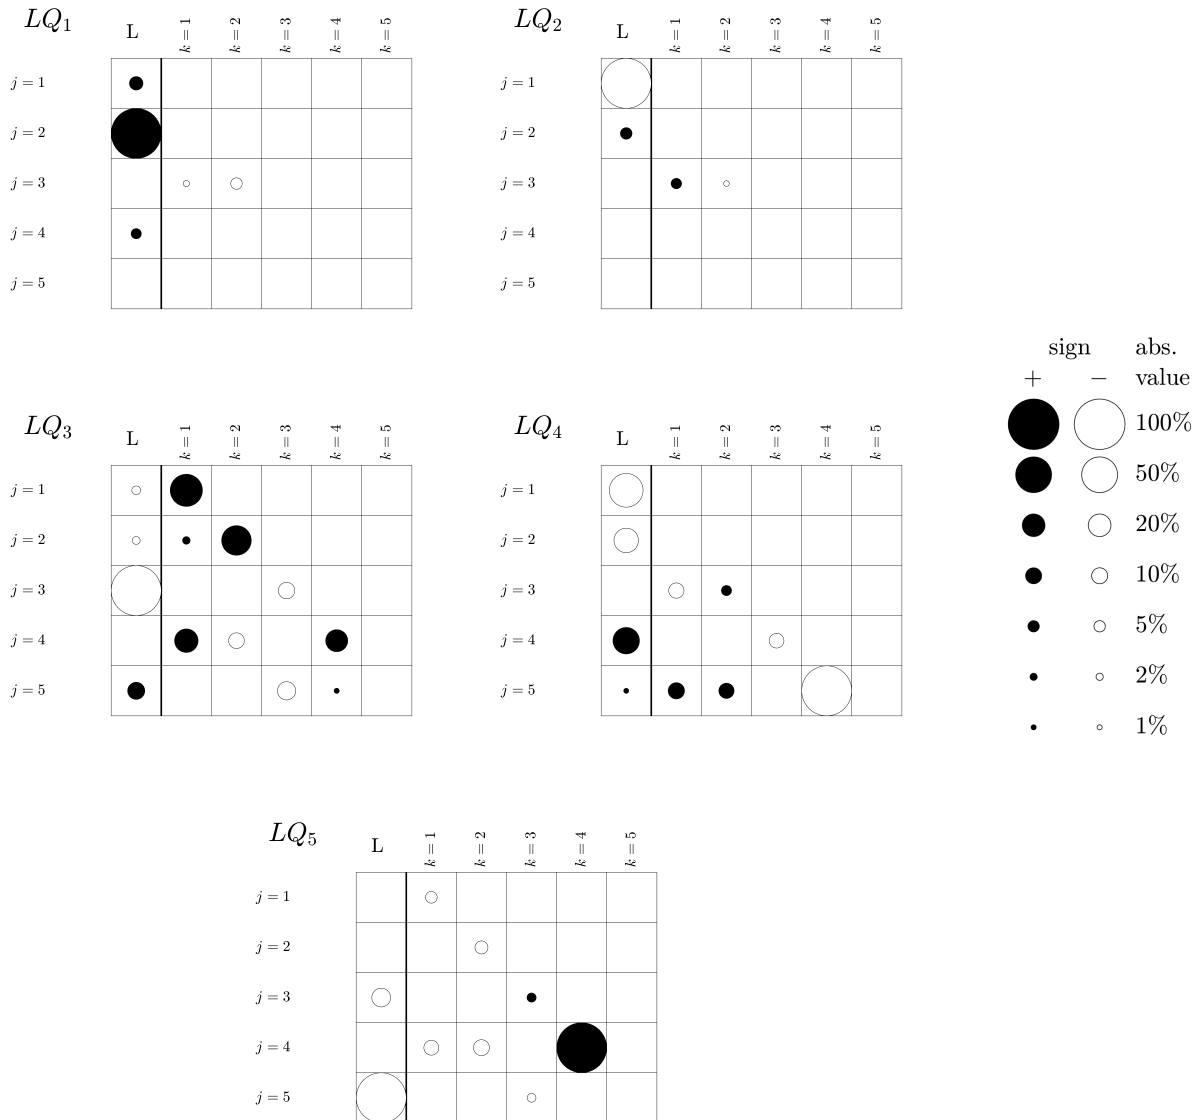 LQ₁ L k = 1 k = 2 k = 3 k = 4 k = 5
j = 1
j = 2
j = 3
j = 4
j = 5
LQ₂ L k = 1 k = 2 k = 3 k = 4 k = 5
j = 1
j = 2
j = 3
j = 4
j = 5
LQ₃ L k = 1 k = 2 k = 3 k = 4 k = 5
j = 1
j = 2
j = 3
j = 4
j = 5
LQ₄ L k = 1 k = 2 k = 3 k = 4 k = 5
j = 1
j = 2
j = 3
j = 4
j = 5
sign abs.
+ − value
100%
50%
20%
10%
5%
2%
1%
LQ₅ L k = 1 k = 2 k = 3 k = 4 k = 5
j = 1
j = 2
j = 3
j = 4
j = 5